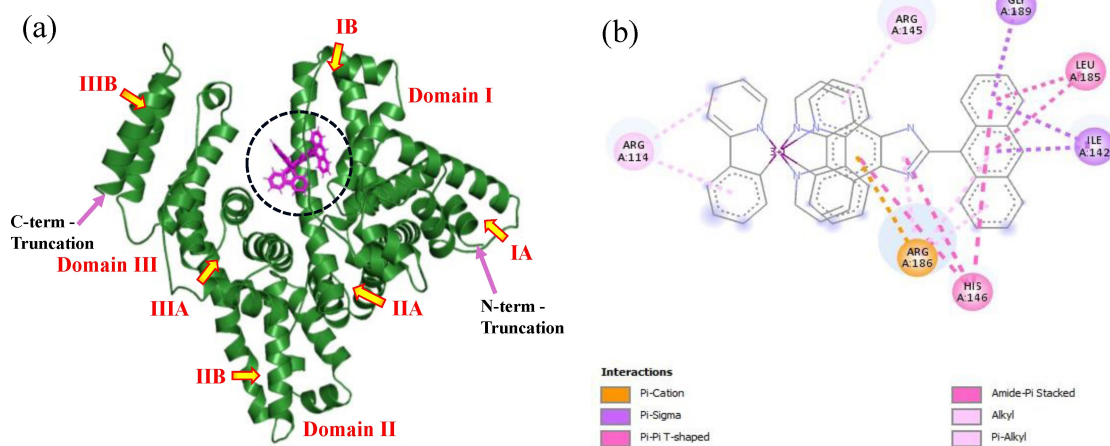 (a)
IB
IIIB
Domain I
C-term -
Truncation
Domain III
IIIA
IIA
IA
N-term -
Truncation
IIB
Domain II
(b)
A:189
ARG
A:145
LEU
A:185
ILE
A:142
ARG
A:114
N
N
N
N
ARG
A:186
HIS
A:146
Interactions
Pi-Cation
Pi-Sigma
Pi-Pi T-shaped
Amide-Pi Stacked
Alkyl
Pi-Alkyl